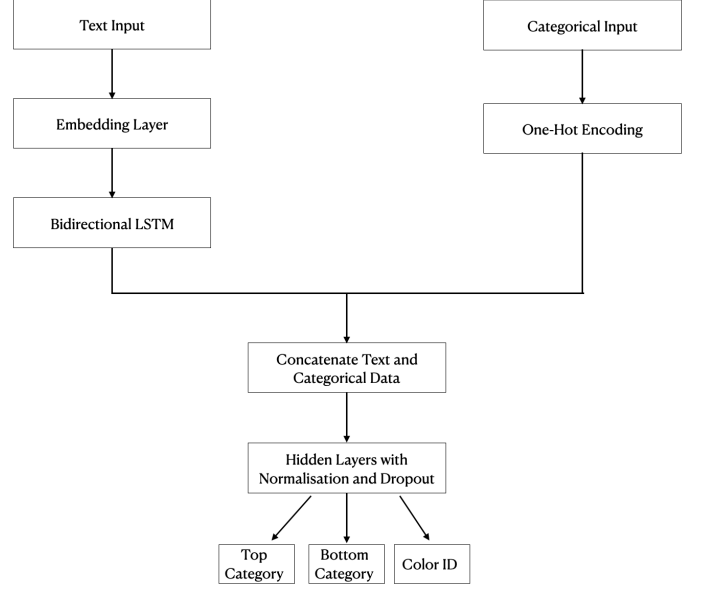 Text Input
Categorical Input
Embedding Layer
One-Hot Encoding
Bidirectional LSTM
Concatenate Text and
Categorical Data
Hidden Layers with
Normalisation and Dropout
Top
Category
Bottom
Category
Color ID